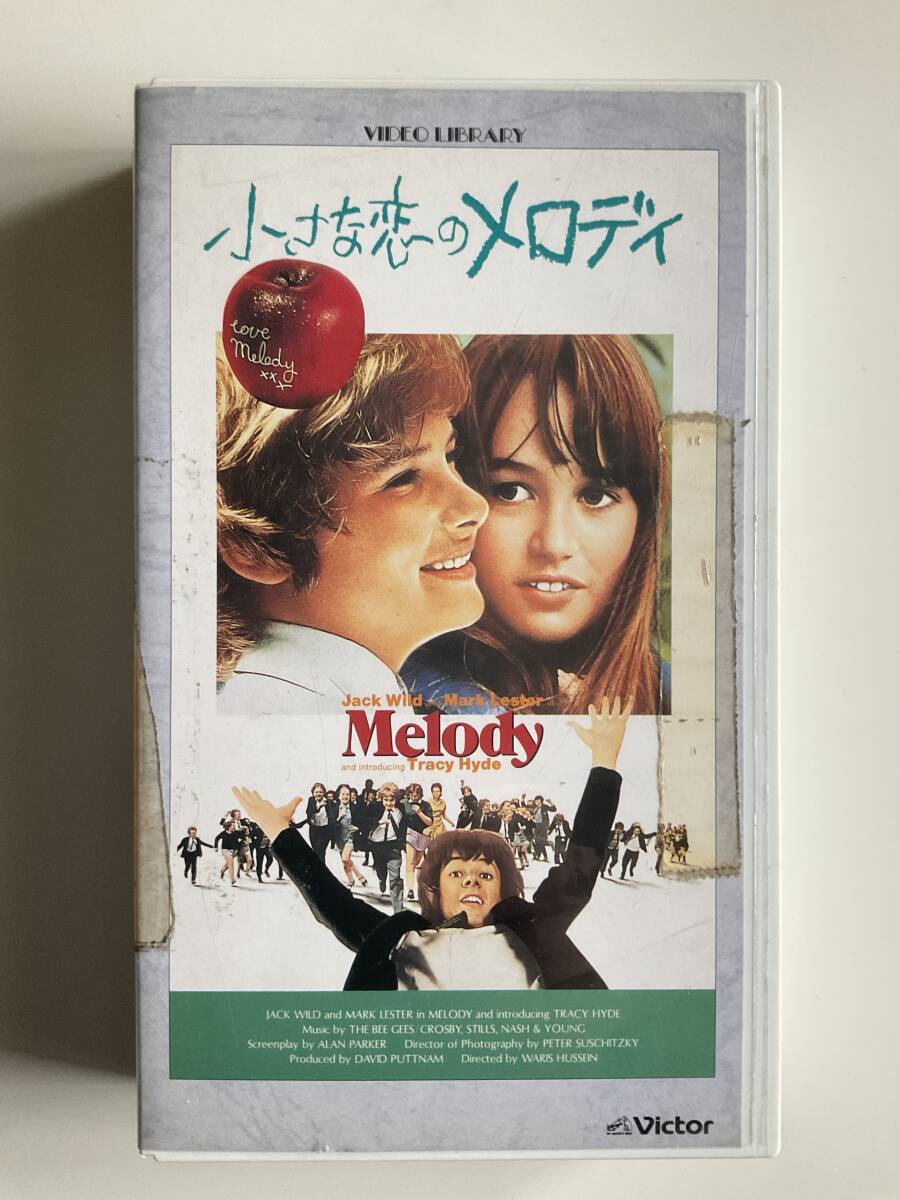 VIDEO LIBRARY
小さな恋のメロディ
Love
Melody
xxx
Jack Wild and Mark Lester in
Melody
and introducing Tracy Hyde
JACK WILD and MARK LESTER in MELODY and introducing TRACY HYDE
Music by THE BEE GEES/CROSBY, STILLS, NASH & YOUNG
Screenplay by ALAN PARKER Director of Photography by PETER SUSCHITZKY
Produced by DAVID PUTTNAM Directed by WARIS HUSSEIN
Victor